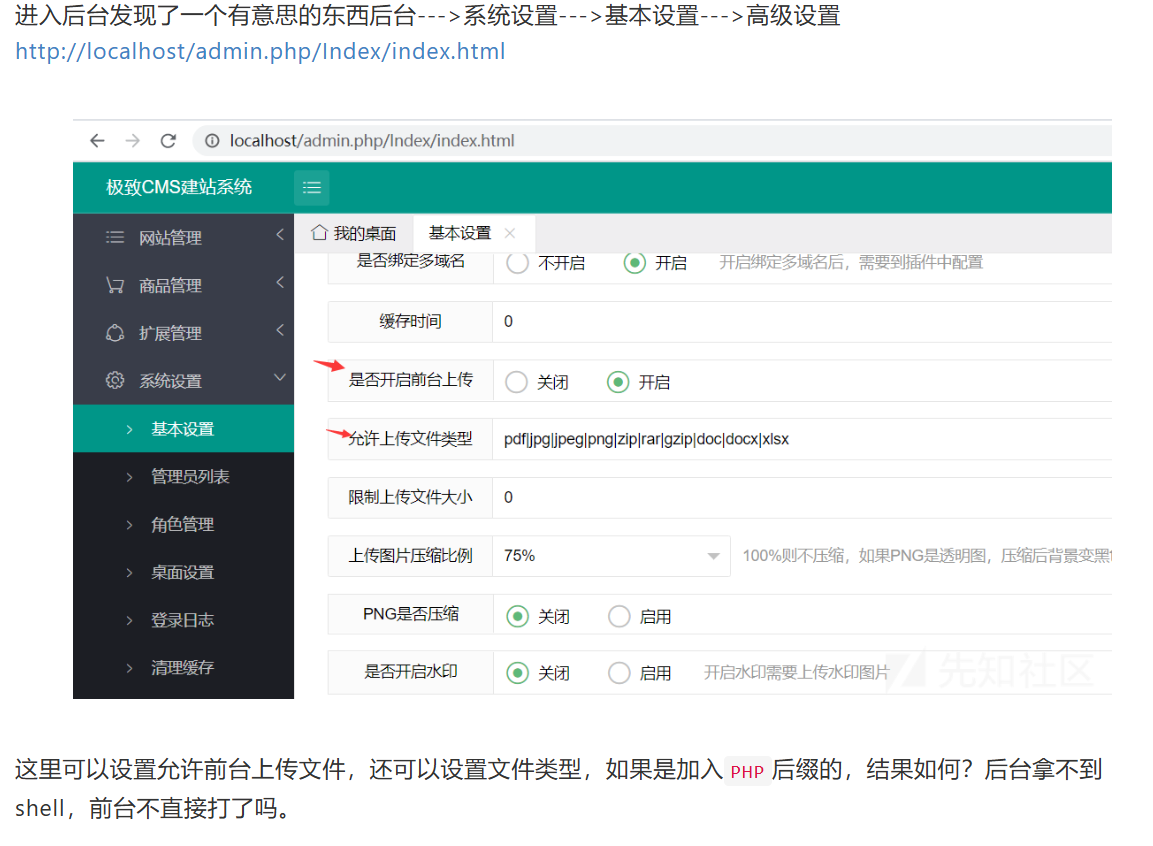 进入后台发现了一个有意思的东西后台--->系统设置--->基本设置--->高级设置
http://localhost/admin.php/Index/index.html
localhost/admin.php/Index/index.html
极致CMS建站系统
网站管理
商品管理
扩展管理
系统设置
基本设置
管理员列表
角色管理
桌面设置
登录日志
清理缓存
我的桌面 基本设置
是否绑定多域名 不开启 开启 开启绑定多域名后，需要到插件中配置
缓存时间 0
是否开启前台上传 关闭 开启
允许上传文件类型 pdf|jpg|jpeg|png|zip|rar|gzip|doc|docx|xlsx
限制上传文件大小 0
上传图片压缩比例 75% 100%则不压缩，如果PNG是透明图，压缩后背景变黑
PNG是否压缩 关闭 启用
是否开启水印 关闭 启用 开启水印需要上传水印图片
先知社区
这里可以设置允许前台上传文件，还可以设置文件类型，如果是加入 PHP 后缀的，结果如何？后台拿不到
shell，前台不直接打了吗。